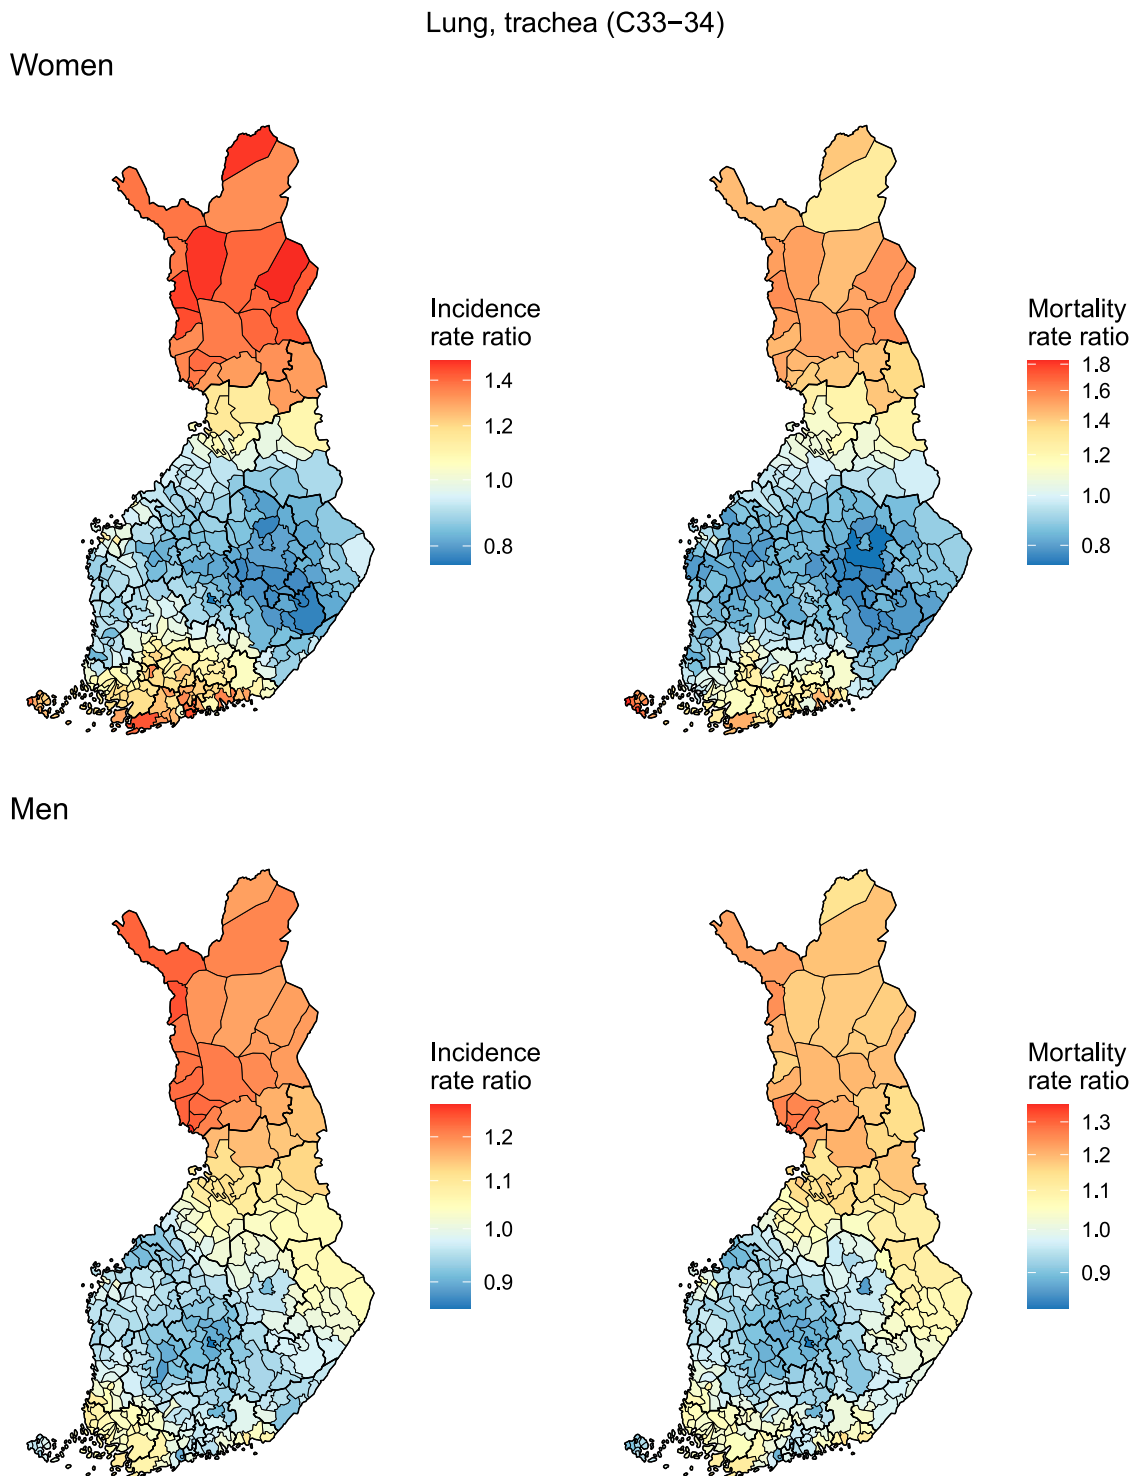 Lung, trachea (C33−34)
Women
Incidence
rate ratio
1.4
1.2
1.0
0.8
Mortality
rate ratio
1.8
1.6
1.4
1.2
1.0
0.8
Men
Incidence
rate ratio
1.2
1.1
1.0
0.9
Mortality
rate ratio
1.3
1.2
1.1
1.0
0.9